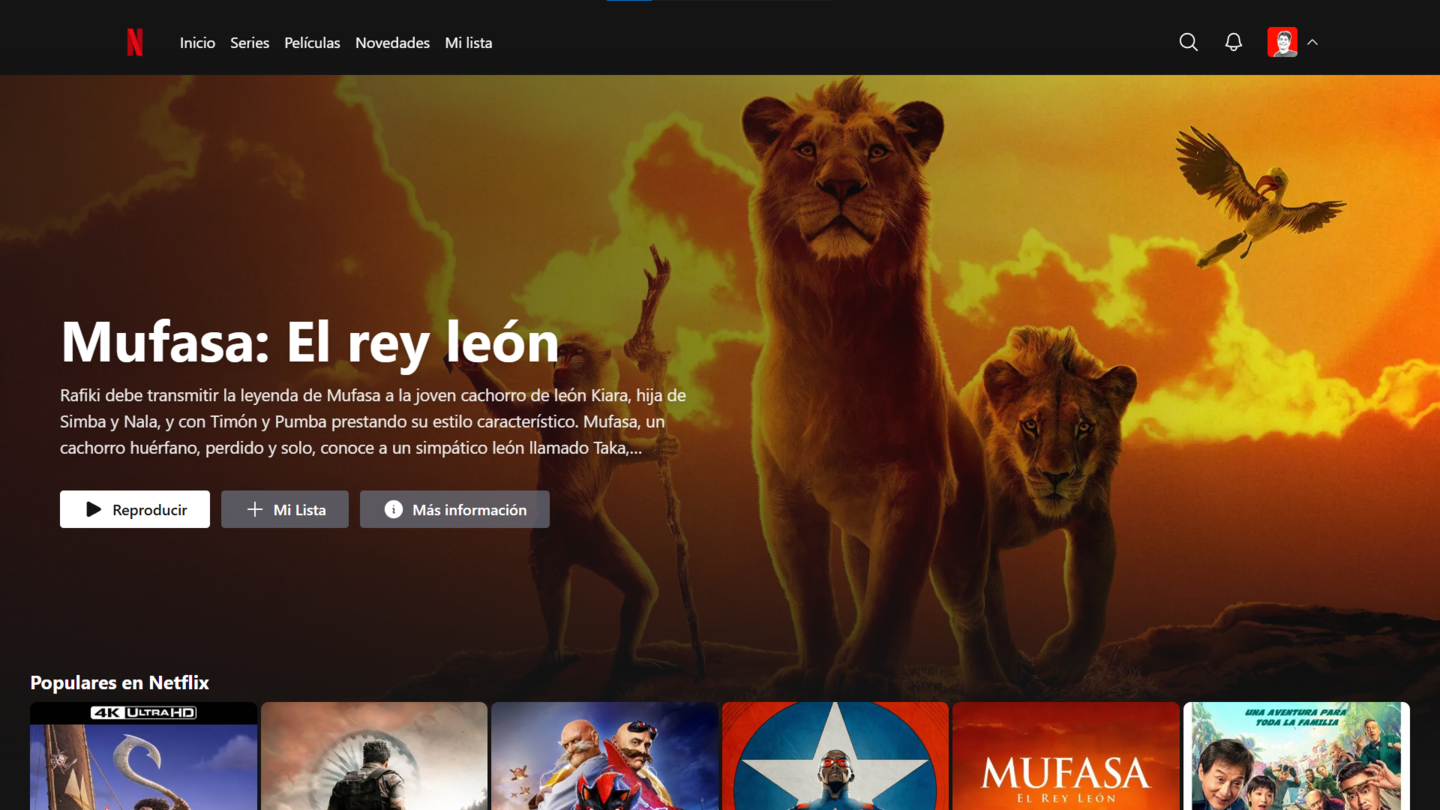 N
Inicio Series Películas Novedades Mi lista
Mufasa: El rey león
Rafiki debe transmitir la leyenda de Mufasa a la joven cachorro de león Kiara, hija de
Simba y Nala, y con Timón y Pumba prestando su estilo característico. Mufasa, un
cachorro huérfano, perdido y solo, conoce a un simpático león llamado Taka,...
Reproducir
Mi Lista
Más información
Populares en Netflix
4K ULTRA HD
MUFASA
EL REY LEÓN
UNA AVENTURA PARA
TODA LA FAMILIA